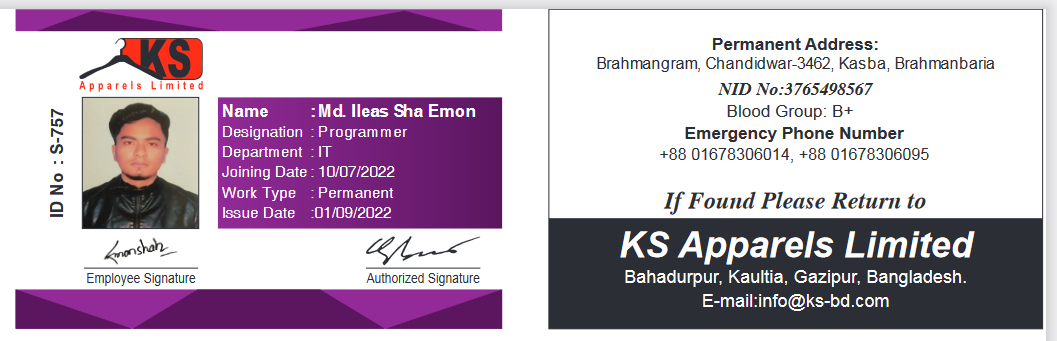 KS
Apparels Limited
ID No : S-757
Name : Md. Ileas Sha Emon
Designation : Programmer
Department : IT
Joining Date : 10/07/2022
Work Type : Permanent
Issue Date :01/09/2022
Emonshah
Employee Signature
Authorized Signature
Permanent Address:
Brahmangram, Chandidwar-3462, Kasba, Brahmanbaria
NID No:3765498567
Blood Group: B+
Emergency Phone Number
+88 01678306014, +88 01678306095
If Found Please Return to
KS Apparels Limited
Bahadurpur, Kaultia, Gazipur, Bangladesh.
E-mail:info@ks-bd.com